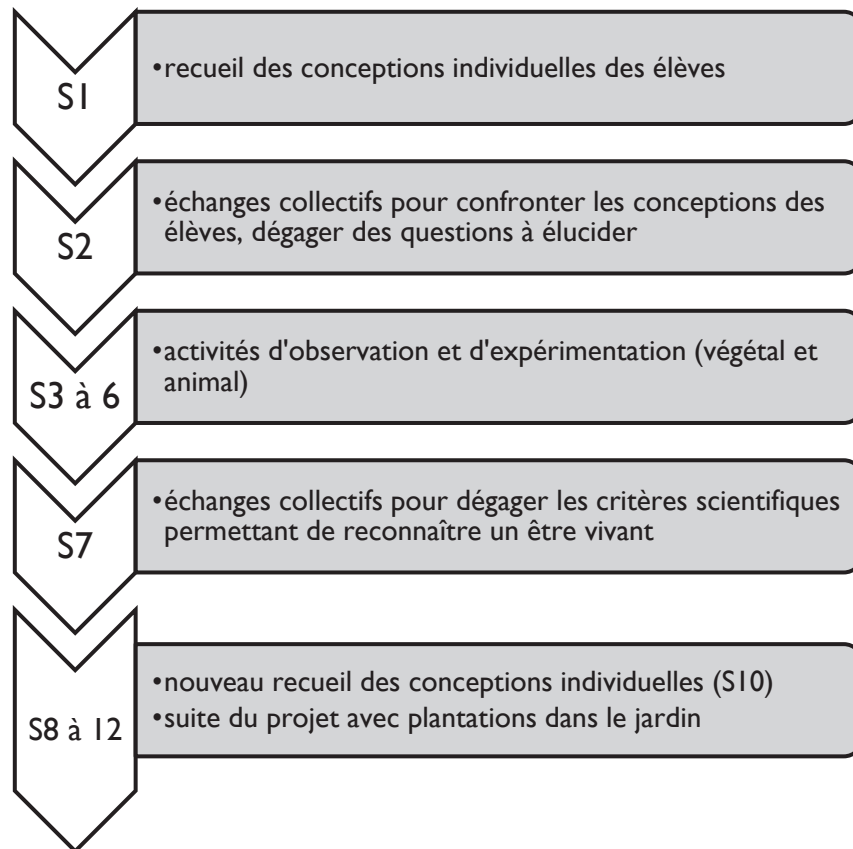 S1
•recueil des conceptions individuelles des élèves
S2
•échanges collectifs pour confronter les conceptions des
élèves, dégager des questions à élucider
S3 à 6
•activités d'observation et d'expérimentation (végétal et
animal)
S7
•échanges collectifs pour dégager les critères scientifiques
permettant de reconnaître un être vivant
S8 à 12
•nouveau recueil des conceptions individuelles (S10)
•suite du projet avec plantations dans le jardin